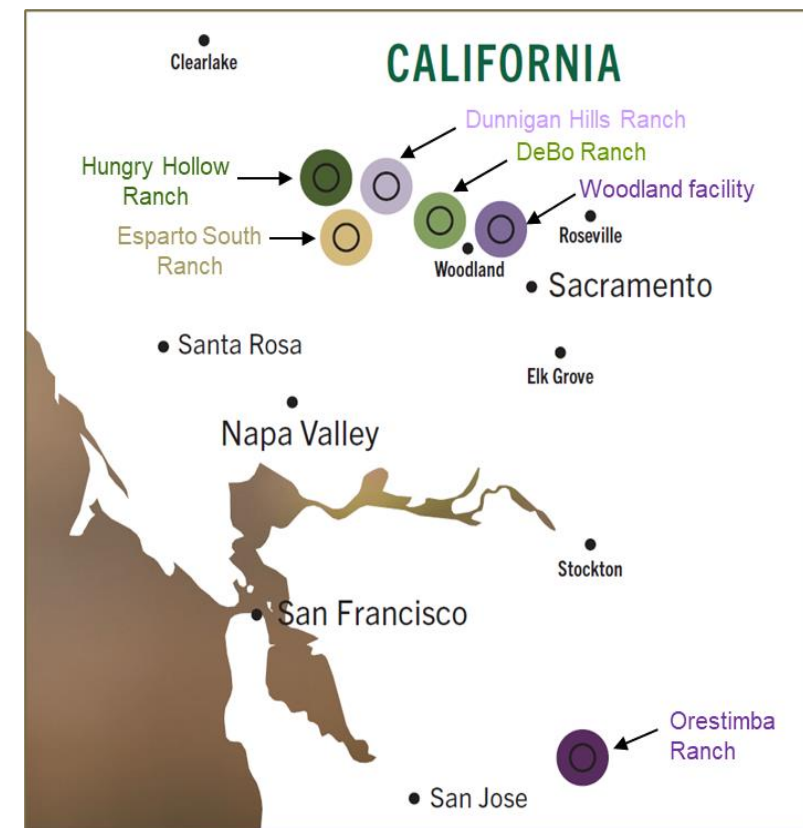 Clearlake
CALIFORNIA
Dunnigan Hills Ranch
DeBo Ranch
Hungry Hollow
Ranch
Woodland facility
Esparto South
Ranch
Roseville
Woodland
Sacramento
Santa Rosa
Elk Grove
Napa Valley
Stockton
San Francisco
Orestimba
Ranch
San Jose